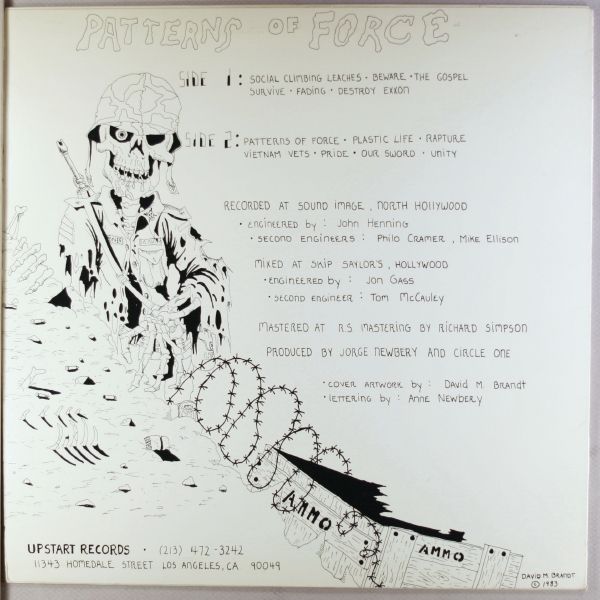 PATTERNS OF FORCE
SIDE 1: SOCIAL CLIMBING LEACHES • BEWARE • THE GOSPEL
SURVIVE • FADING • DESTROY EXXON
SIDE 2: PATTERNS OF FORCE • PLASTIC LIFE • RAPTURE
VIETNAM VETS • PRIDE • OUR SWORD • UNITY
RECORDED AT SOUND IMAGE, NORTH HOLLYWOOD
• ENGINEERED BY: JOHN HENNING
• SECOND ENGINEERS: PHILO CRAMER, MIKE ELLISON
MIXED AT SKIP SAYLOR'S, HOLLYWOOD
• ENGINEERED BY: JON GASS
• SECOND ENGINEER: TOM McCAULEY
MASTERED AT R.S. MASTERING BY RICHARD SIMPSON
PRODUCED BY JORGE NEWBERY AND CIRCLE ONE
• COVER ARTWORK BY: DAVID M. BRANDT
• LETTERING BY: ANNE NEWBERY
AMMO
AMMO
UPSTART RECORDS • (213) 472-3242
11343 HOMEDALE STREET LOS ANGELES, CA 90049
DAVID M. BRANDT
© 1983